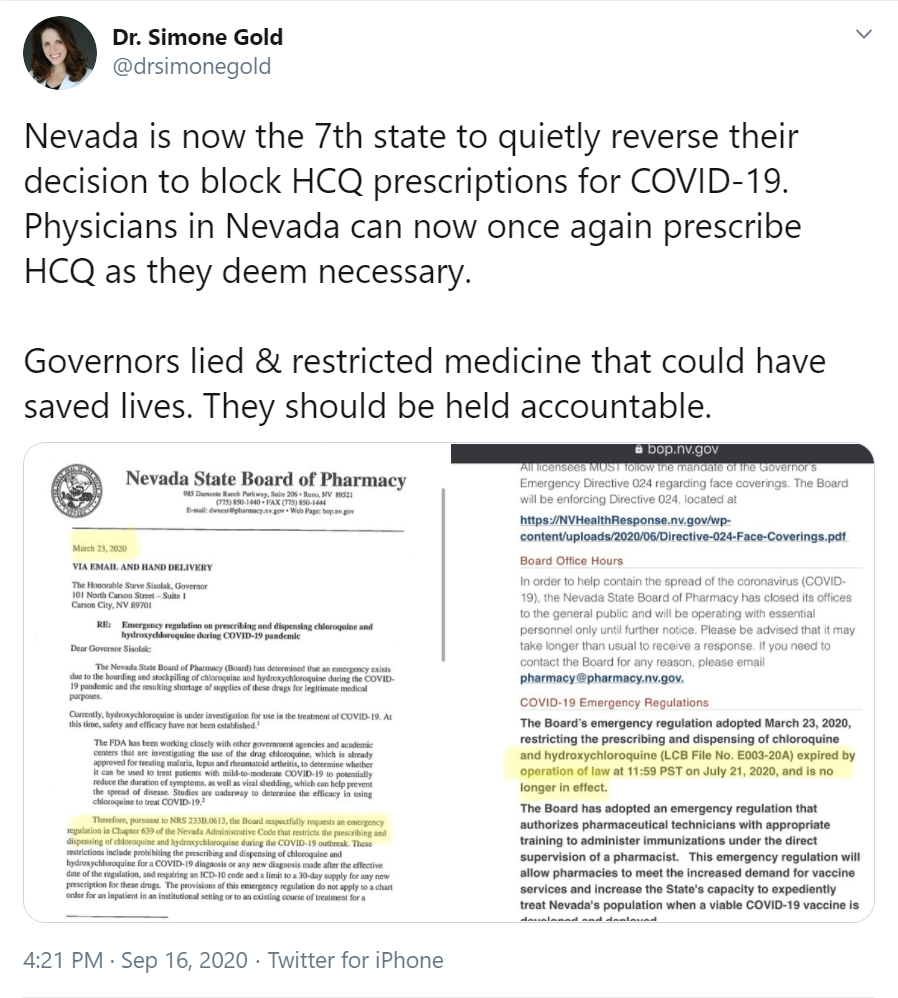 Dr. Simone Gold
@drsimonegold
Nevada is now the 7th state to quietly reverse their
decision to block HCQ prescriptions for COVID-19.
Physicians in Nevada can now once again prescribe
HCQ as they deem necessary.
Governors lied & restricted medicine that could have
saved lives. They should be held accountable.
Nevada State Board of Pharmacy
985 Damonte Ranch Parkway, Suite 206 • Reno, NV 89521
(775) 850-1440 • FAX (775) 850-1444
E-mail: dwuest@pharmacy.nv.gov • Web Page: bop.nv.gov
March 23, 2020
VIA EMAIL AND HAND DELIVERY
The Honorable Steve Sisolak, Governor
101 North Carson Street – Suite 1
Carson City, NV 89701
RE: Emergency regulation on prescribing and dispensing chloroquine and
hydroxychloroquine during COVID-19 pandemic
Dear Governor Sisolak:
The Nevada State Board of Pharmacy (Board) has determined that an emergency exists
due to the hoarding and stockpiling of chloroquine and hydroxychloroquine during the COVID-
19 pandemic and the resulting shortage of supplies of these drugs for legitimate medical
purposes.
Currently, hydroxychloroquine is under investigation for use in the treatment of COVID-19. At
this time, safety and efficacy have not been established.¹
The FDA has been working closely with other government agencies and academic
centers that are investigating the use of the drug chloroquine, which is already
approved for treating malaria, lupus and rheumatoid arthritis, to determine whether
it can be used to treat patients with mild-to-moderate COVID-19 to potentially
reduce the duration of symptoms, as well as viral shedding, which can help prevent
the spread of disease. Studies are underway to determine the efficacy in using
chloroquine to treat COVID-19.²
Therefore, pursuant to NRS 233B.0613, the Board respectfully requests an emergency
regulation in Chapter 639 of the Nevada Administrative Code that restricts the prescribing and
dispensing of chloroquine and hydroxychloroquine during the COVID-19 outbreak. These
restrictions include prohibiting the prescribing and dispensing of chloroquine and
hydroxychloroquine for a COVID-19 diagnosis or any new diagnosis made after the effective
date of the regulation, and requiring an ICD-10 code and a limit to a 30-day supply for any new
prescription for these drugs. The provisions of this emergency regulation do not apply to a chart
order for an inpatient in an institutional setting or to an existing course of treatment for a
bop.nv.gov
All licensees MUST follow the mandate of the Governor's
Emergency Directive 024 regarding face coverings. The Board
will be enforcing Directive 024, located at
https://NVHealthResponse.nv.gov/wp-
content/uploads/2020/06/Directive-024-Face-Coverings.pdf
Board Office Hours
In order to help contain the spread of the coronavirus (COVID-
19), the Nevada State Board of Pharmacy has closed its offices
to the general public and will be operating with essential
personnel only until further notice. Please be advised that it may
take longer than usual to receive a response. If you need to
contact the Board for any reason, please email
pharmacy@pharmacy.nv.gov.
COVID-19 Emergency Regulations
The Board's emergency regulation adopted March 23, 2020,
restricting the prescribing and dispensing of chloroquine
and hydroxychloroquine (LCB File No. E003-20A) expired by
operation of law at 11:59 PST on July 21, 2020, and is no
longer in effect.
The Board has adopted an emergency regulation that
authorizes pharmaceutical technicians with appropriate
training to administer immunizations under the direct
supervision of a pharmacist. This emergency regulation will
allow pharmacies to meet the increased demand for vaccine
services and increase the State's capacity to expediently
treat Nevada's population when a viable COVID-19 vaccine is
developed and deployed
4:21 PM · Sep 16, 2020 · Twitter for iPhone